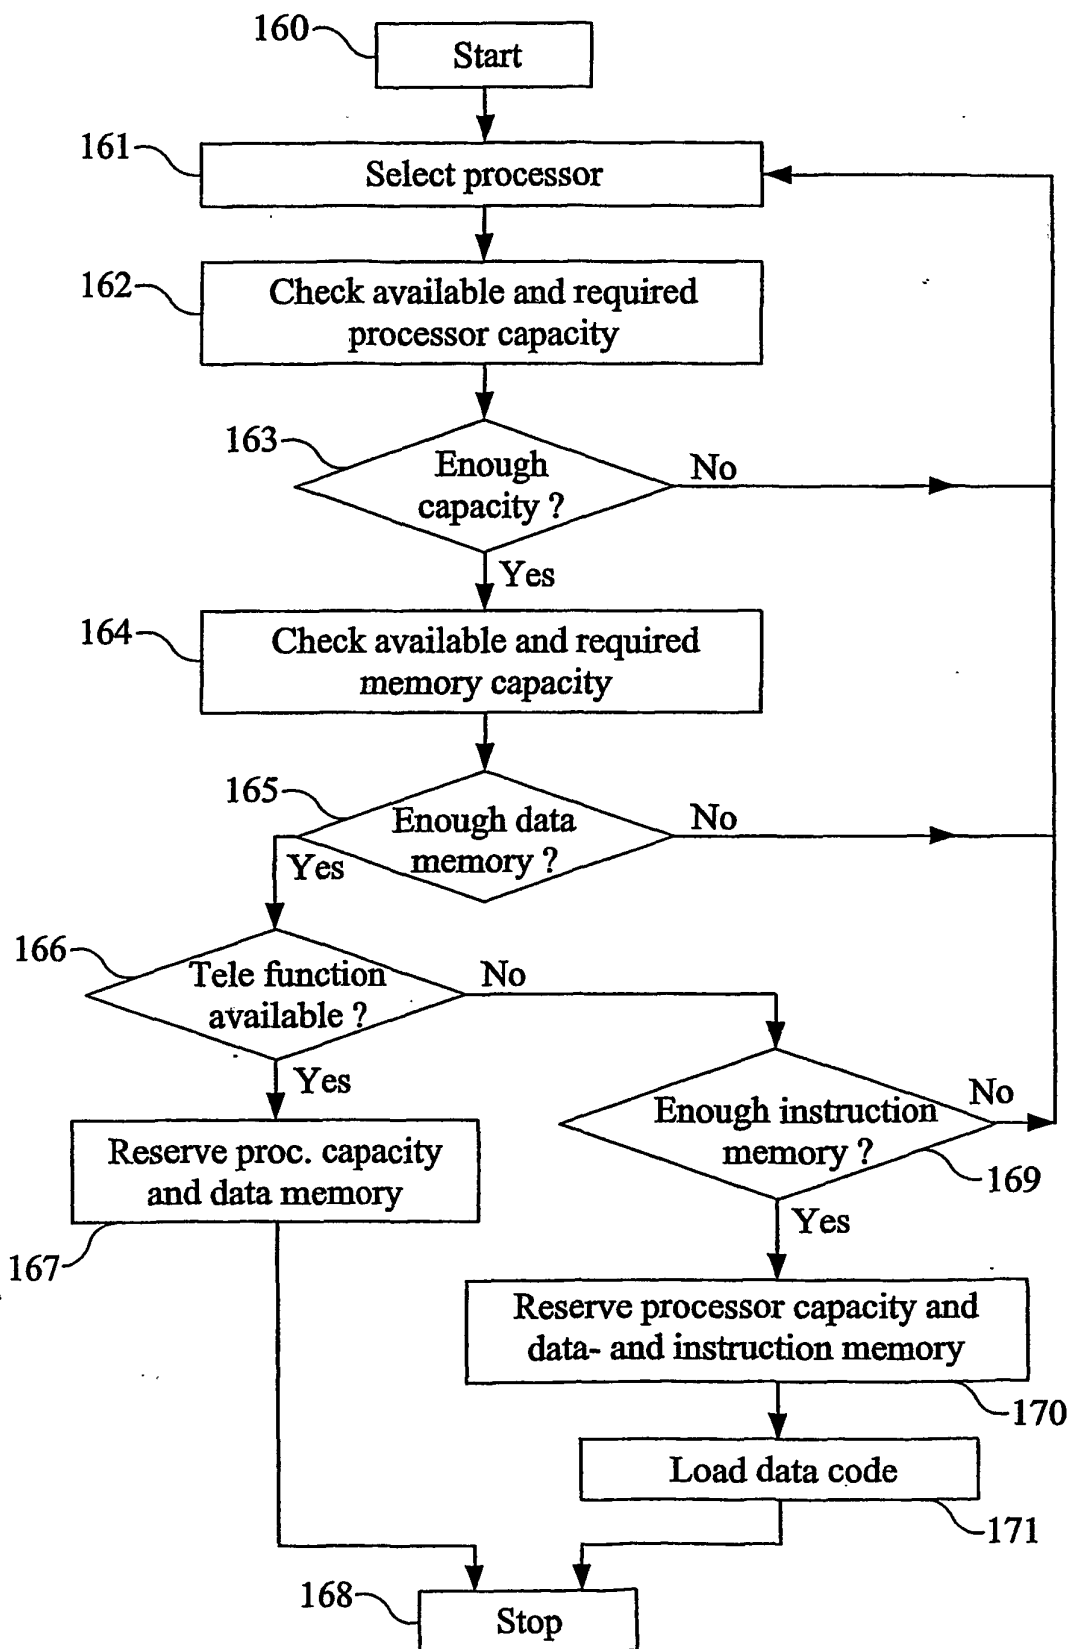 160
Start
161
Select processor
162
Check available and required
processor capacity
163
Enough
capacity ?
No
Yes
164
Check available and required
memory capacity
165
Enough data
memory ?
No
Yes
166
Tele function
available ?
No
Yes
Enough instruction
memory ?
No
169
Reserve proc. capacity
and data memory
167
Yes
Reserve processor capacity and
data- and instruction memory
170
Load data code
171
168
Stop